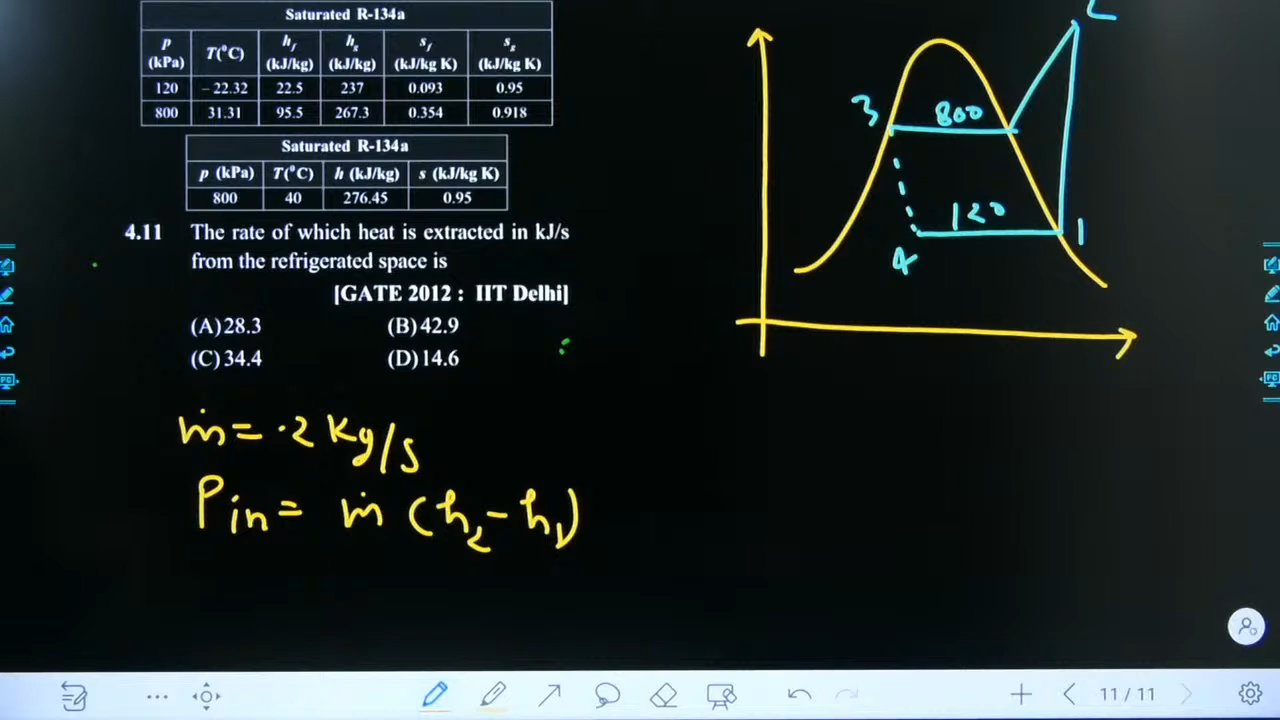 Saturated R-134a
p (kPa) T(°C) h_f (kJ/kg) h_g (kJ/kg) s_f (kJ/kg K) s_g (kJ/kg K)
120 – 22.32 22.5 237 0.093 0.95
800 31.31 95.5 267.3 0.354 0.918
Saturated R-134a
p (kPa) T(°C) h (kJ/kg) s (kJ/kg K)
800 40 276.45 0.95
4.11 The rate of which heat is extracted in kJ/s
from the refrigerated space is
[GATE 2012 : IIT Delhi]
(A) 28.3 (B) 42.9
(C) 34.4 (D) 14.6
ṁ = .2 kg/s
P_in = ṁ (h_2 - h_1)
2
3 800
120 1
4
PC
PC
11 / 11